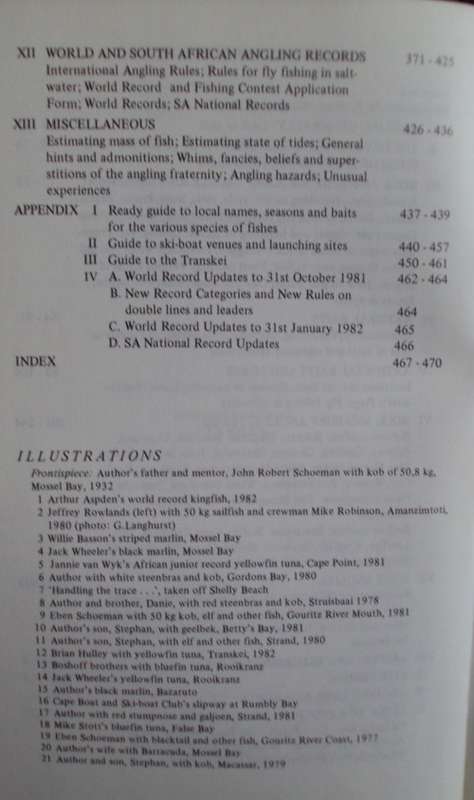 XII WORLD AND SOUTH AFRICAN ANGLING RECORDS 371 - 425
International Angling Rules; Rules for fly fishing in salt-
water; World Record and Fishing Contest Application
Form; World Records; SA National Records
XIII MISCELLANEOUS 426 - 436
Estimating mass of fish; Estimating state of tides; General
hints and admonitions; Whims, fancies, beliefs and super-
stitions of the angling fraternity; Angling hazards; Unusual
experiences
APPENDIX I Ready guide to local names, seasons and baits 437 - 439
for the various species of fishes
II Guide to ski-boat venues and launching sites 440 - 457
III Guide to the Transkei 450 - 461
IV A. World Record Updates to 31st October 1981 462 - 464
B. New Record Categories and New Rules on
double lines and leaders 464
C. World Record Updates to 31st January 1982 465
D. SA National Record Updates 466
INDEX 467 - 470
ILLUSTRATIONS
Frontispiece: Author's father and mentor, John Robert Schoeman with kob of 50,8 kg,
Mossel Bay, 1932
1 Arthur Aspden's world record kingfish, 1982
2 Jeffrey Rowlands (left) with 50 kg sailfish and crewman Mike Robinson, Amanzimtoti,
1980 (photo: G.Langhurst)
3 Willie Basson's striped marlin, Mossel Bay
4 Jack Wheeler's black marlin, Mossel Bay
5 Jannie van Wyk's African junior record yellowfin tuna, Cape Point, 1981
6 Author with white steenbras and kob, Gordons Bay, 1980
7 'Handling the trace . . .', taken off Shelly Beach
8 Author and brother, Danie, with red steenbras and kob, Struisbaai 1978
9 Eben Schoeman with 50 kg kob, elf and other fish, Gouritz River Mouth, 1981
10 Author's son, Stephan, with geelbek, Betty's Bay, 1981
11 Author's son, Stephan, with elf and other fish, Strand, 1980
12 Brian Hulley with yellowfin tuna, Transkei, 1982
13 Boshoff brothers with bluefin tuna, Rooikranz
14 Jack Wheeler's yellowfin tuna, Rooikranz
15 Author's black marlin, Bazaruto
16 Cape Boat and Ski-boat Club's slipway at Rumbly Bay
17 Author with red stumpnose and galjoen, Strand, 1981
18 Mike Stott's bluefin tuna, False Bay
19 Eben Schoeman with blacktail and other fish, Gouritz River Coast, 1977
20 Author's wife with Barracuda, Mossel Bay
21 Author and son, Stephan, with kob, Macassar, 1979